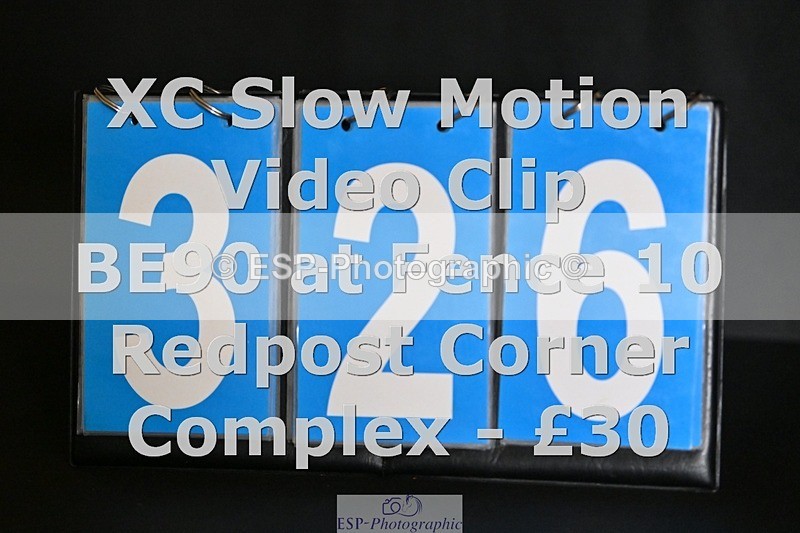 XC Slow Motion
Video Clip
BE90 at Fence 10
Redpost Corner
Complex - £30
326
© ESP-Photographic ©
ESP-Photographic